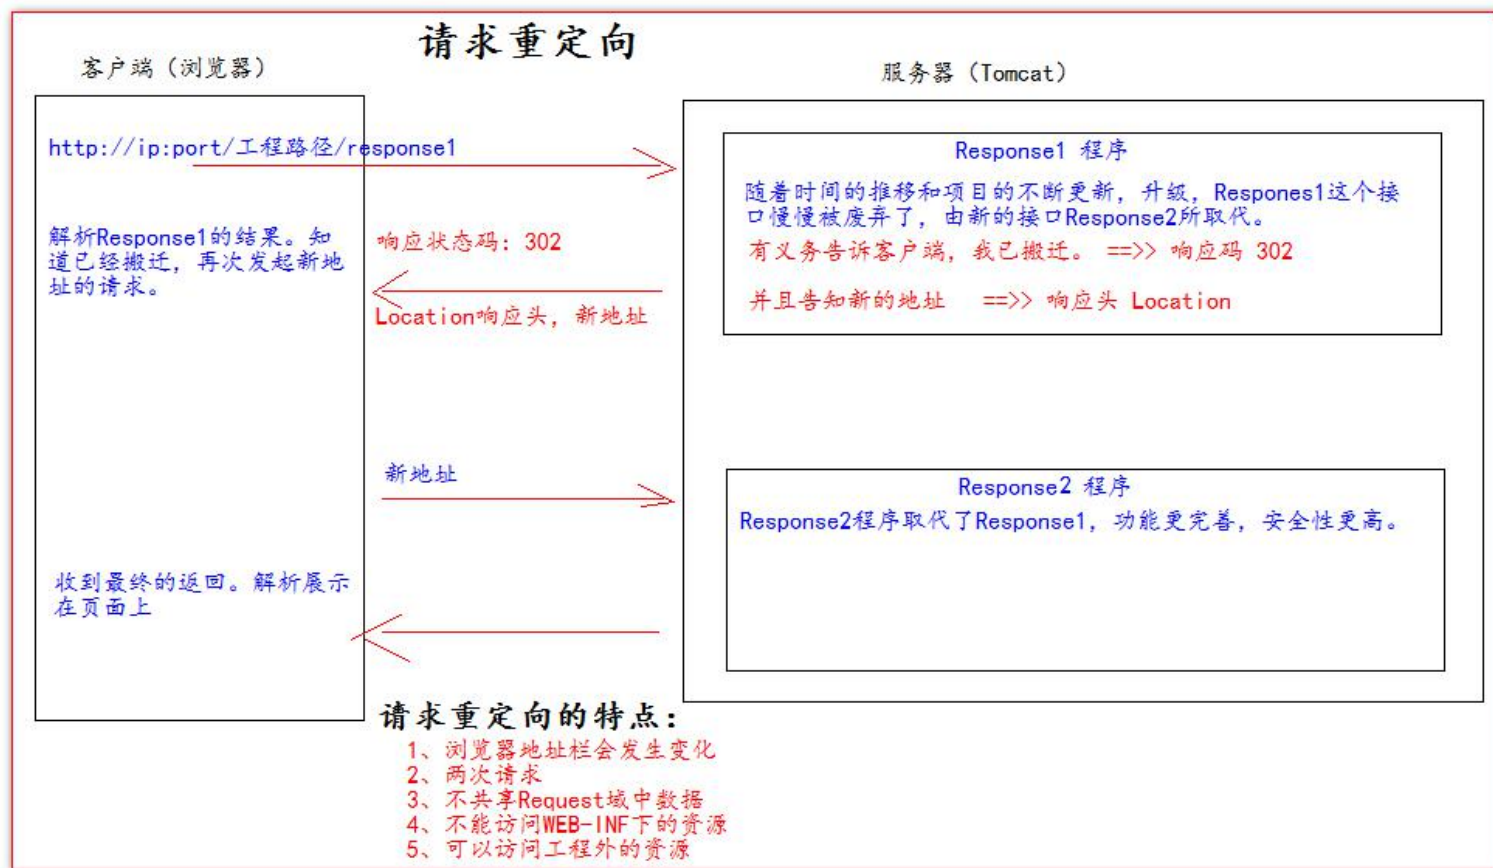 请求重定向
客户端（浏览器）
服务器（Tomcat）
http://ip:port/工程路径/response1
Response1 程序
随着时间的推移和项目的不断更新，升级，Respones1这个接
口慢慢被废弃了，由新的接口Response2所取代。
有义务告诉客户端，我已搬迁。 ==>> 响应码 302
并且告知新的地址 ==>> 响应头 Location
响应状态码：302
Location响应头，新地址
解析Response1的结果。知
道已经搬迁，再次发起新地
址的请求。
新地址
Response2 程序
Response2程序取代了Response1，功能更完善，安全性更高。
收到最终的返回。解析展示
在页面上
请求重定向的特点：
1、浏览器地址栏会发生变化
2、两次请求
3、不共享Request域中数据
4、不能访问WEB-INF下的资源
5、可以访问工程外的资源